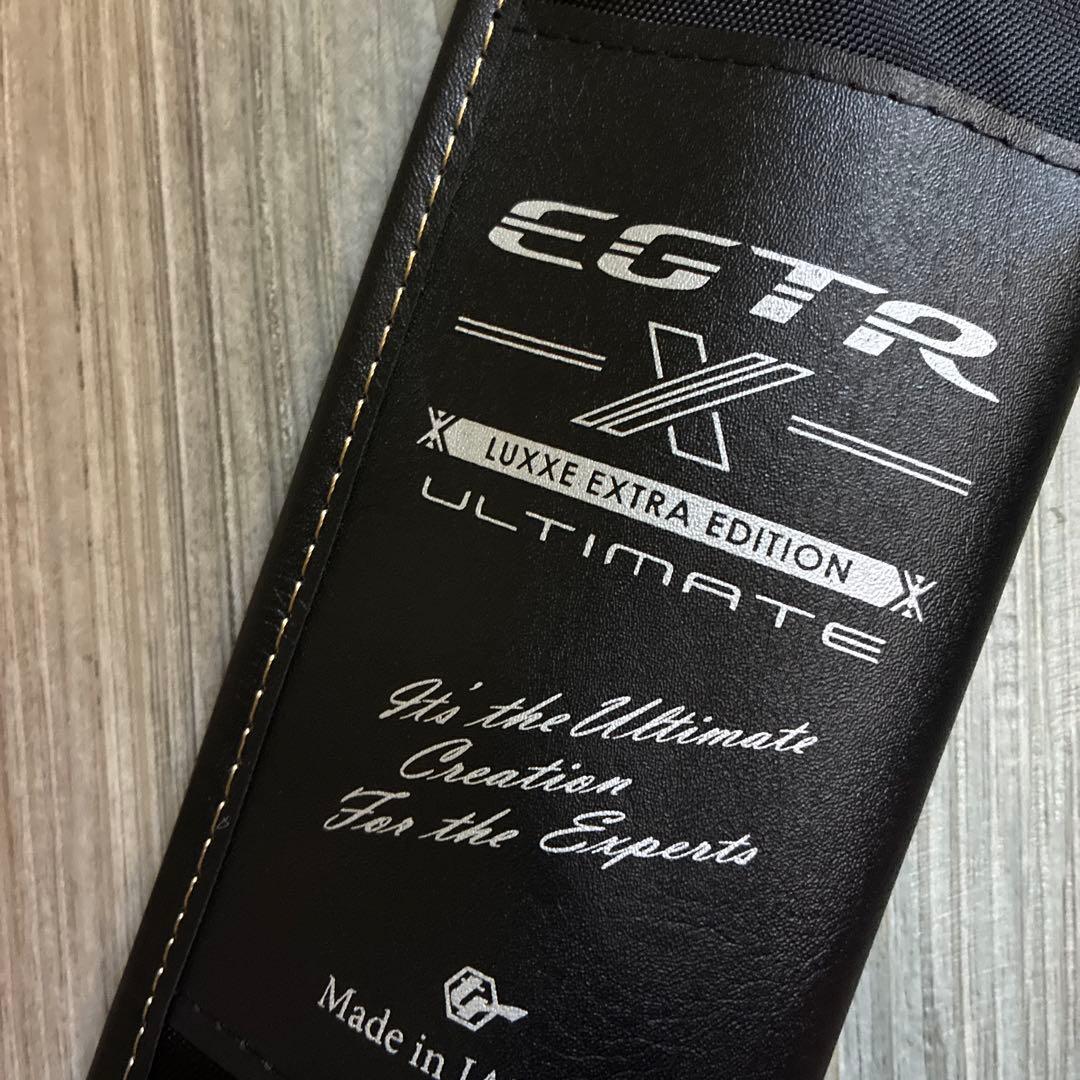 EGTR
X
LUXXE EXTRA EDITION
ULTIMATE
It's the Ultimate
Creation
For the Experts
Made in